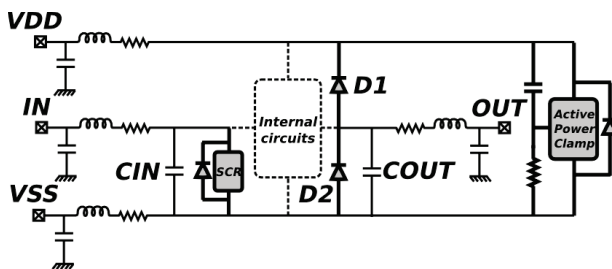 VDD
D1
IN
Internal
circuits
OUT
Active
Power
Clamp
CIN
SCR
COUT
D2
VSS